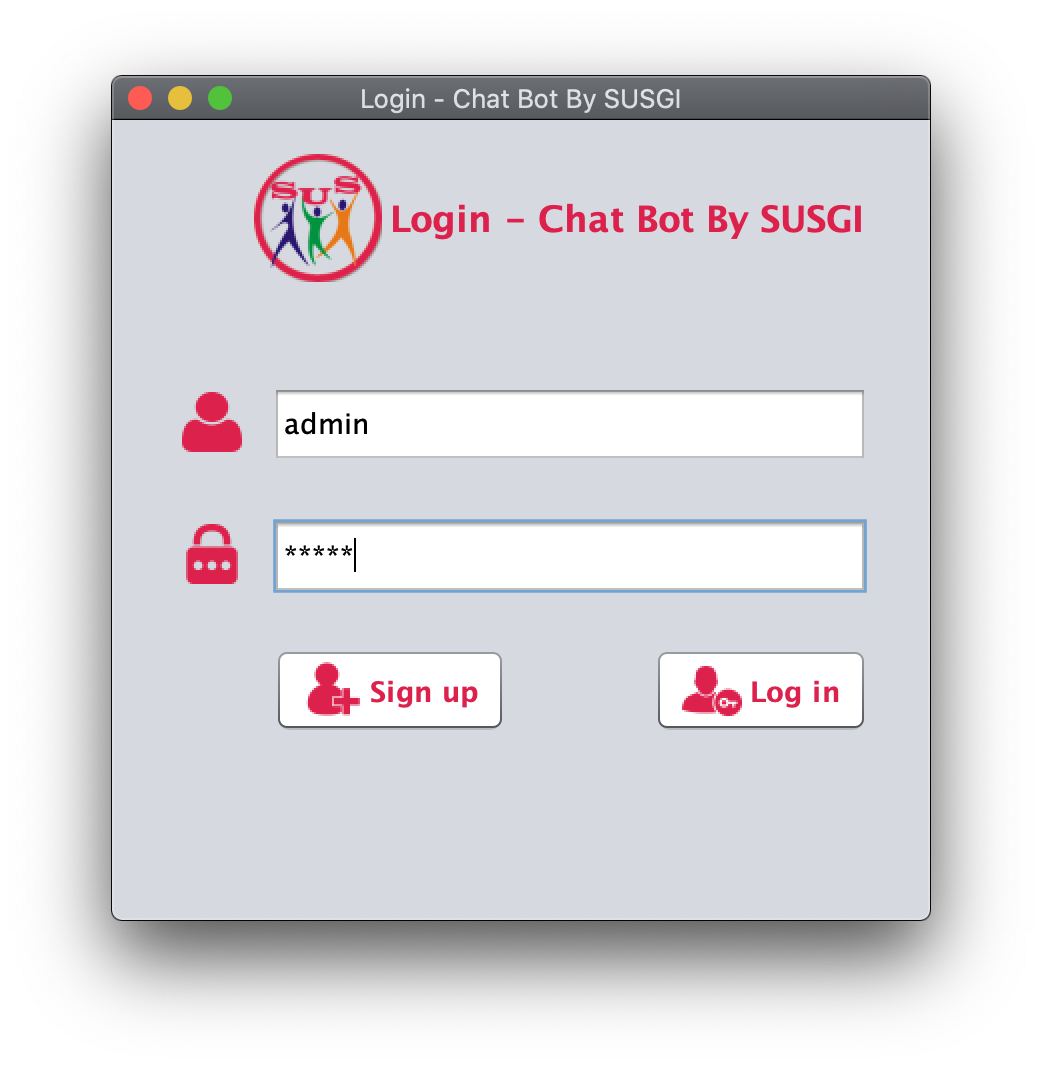 Login - Chat Bot By SUSGI
SUS
Login - Chat Bot By SUSGI
admin
*****
Sign up
Log in